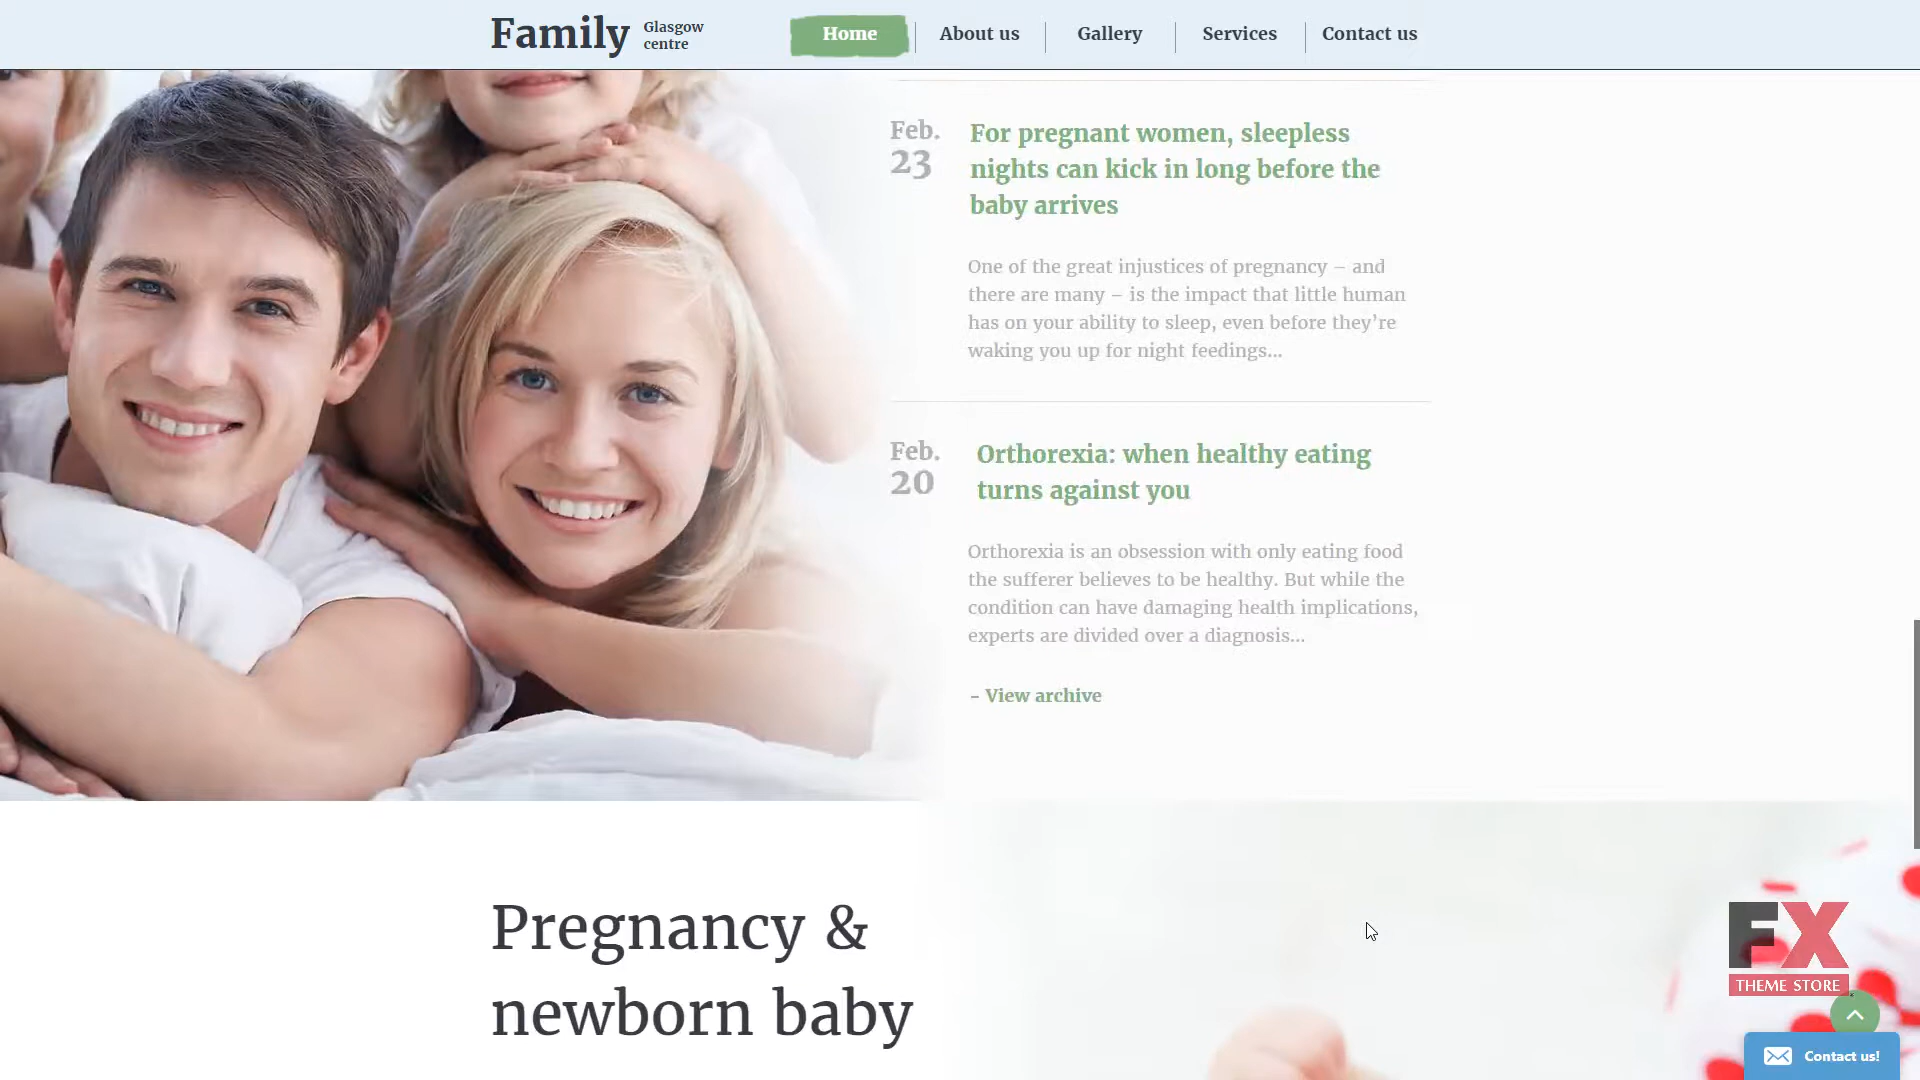 Family Glasgow
centre
Home
About us
Gallery
Services
Contact us
Feb.
23
For pregnant women, sleepless
nights can kick in long before the
baby arrives
One of the great injustices of pregnancy – and
there are many – is the impact that little human
has on your ability to sleep, even before they’re
waking you up for night feedings...
Feb.
20
Orthorexia: when healthy eating
turns against you
Orthorexia is an obsession with only eating food
the sufferer believes to be healthy. But while the
condition can have damaging health implications,
experts are divided over a diagnosis...
- View archive
Pregnancy &
newborn baby
FX
THEME STORE
Contact us!